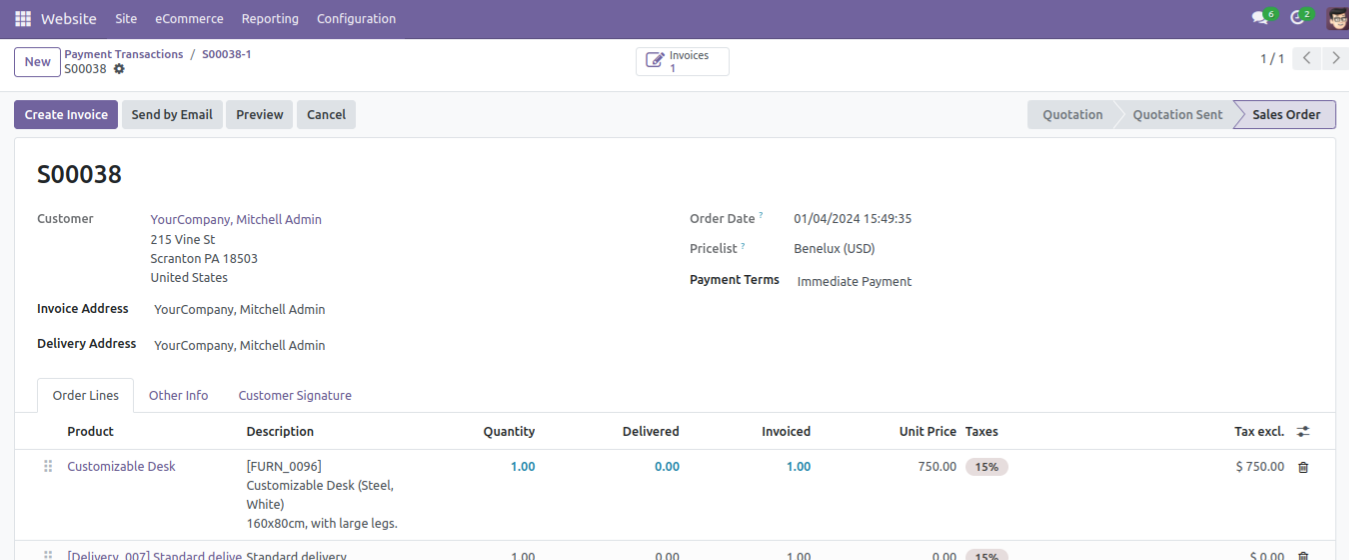 Website Site eCommerce Reporting Configuration 6 2
New Payment Transactions / S00038-1 Invoices 1 / 1
S00038 1
Create Invoice Send by Email Preview Cancel Quotation Quotation Sent Sales Order
S00038
Customer YourCompany, Mitchell Admin Order Date ? 01/04/2024 15:49:35
215 Vine St
Scranton PA 18503 Pricelist ? Benelux (USD)
United States Payment Terms Immediate Payment
Invoice Address YourCompany, Mitchell Admin
Delivery Address YourCompany, Mitchell Admin
Order Lines Other Info Customer Signature
Product Description Quantity Delivered Invoiced Unit Price Taxes Tax excl.
Customizable Desk [FURN_0096] 1.00 0.00 1.00 750.00 15% $ 750.00
Customizable Desk (Steel,
White)
160x80cm, with large legs.
[Delivery_007] Standard delive Standard delivery 1.00 0.00 1.00 0.00 15% $ 0.00